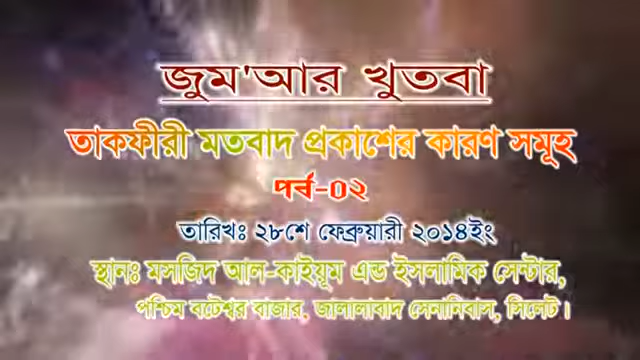 জুম'আর খুতবা
তাকফীরী মতবাদ প্রকাশের কারণ সমূহ
পর্ব-০২
তারিখঃ ২৮শে ফেব্রুয়ারী ২০১৪ইং
স্থানঃ মসজিদ আল-কাইয়ূম এন্ড ইসলামিক সেন্টার,
পশ্চিম বটেশ্বর বাজার, জালালাবাদ সেনানিবাস, সিলেট।